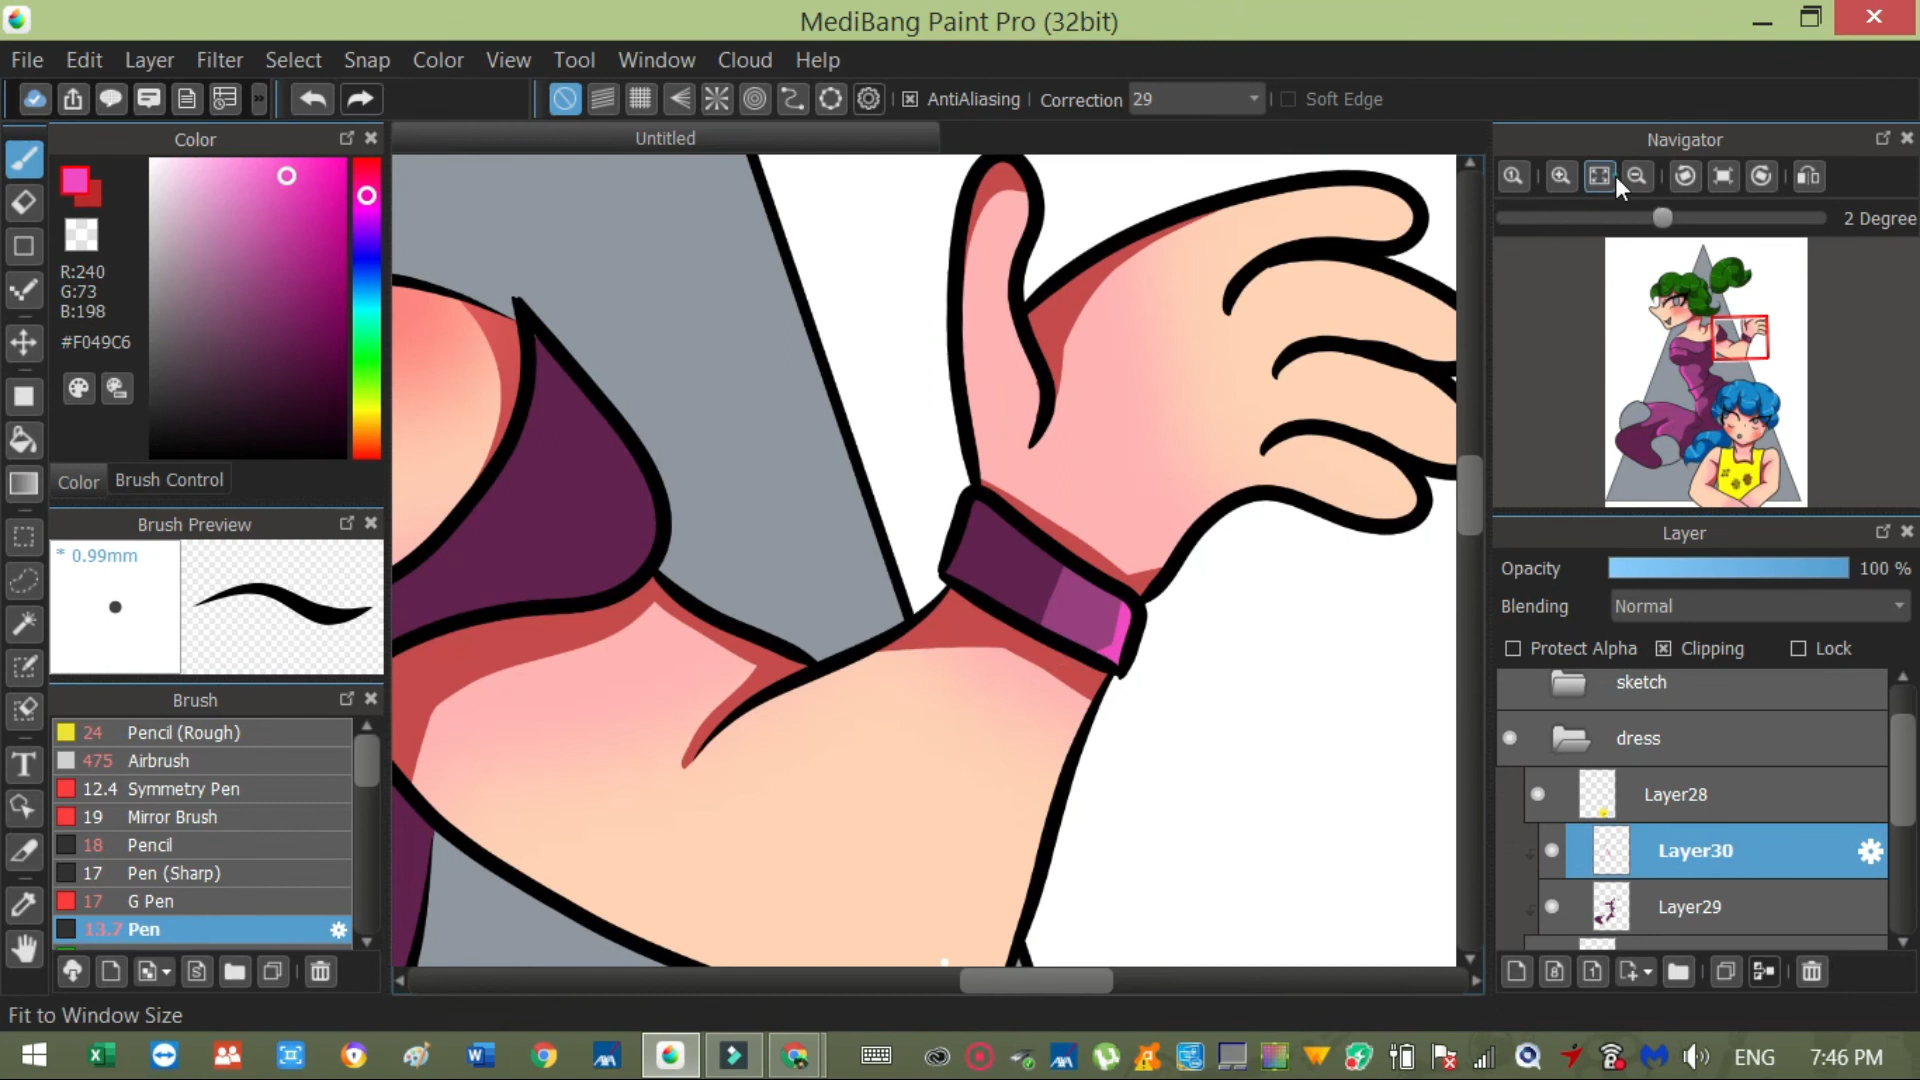 MediBang Paint Pro (32bit)
File Edit Layer Filter Select Snap Color View Tool Window Cloud Help
AntiAliasing Correction 29 Soft Edge
Color
R:240
G:73
B:198
#F049C6
Color Brush Control
Brush Preview
* 0.99mm
Brush
24 Pencil (Rough)
475 Airbrush
12.4 Symmetry Pen
19 Mirror Brush
18 Pencil
17 Pen (Sharp)
17 G Pen
13.7 Pen
Untitled
Navigator
2 Degree
Layer
Opacity 100 %
Blending Normal
Protect Alpha Clipping Lock
sketch
dress
Layer28
Layer30
Layer29
Fit to Window Size
ENG 7:46 PM